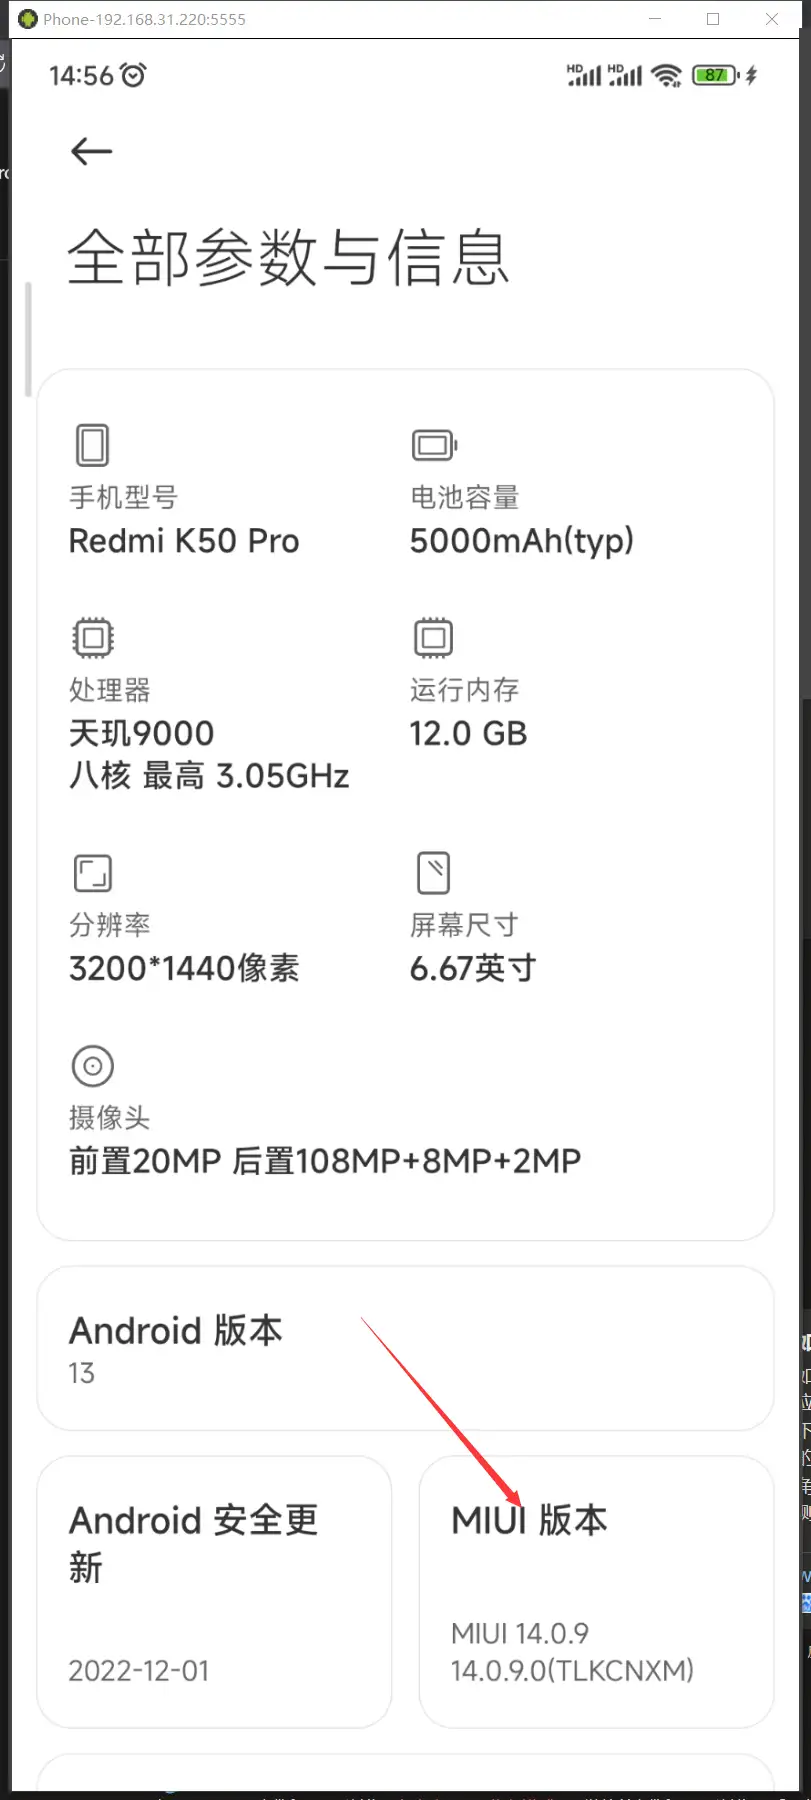 Phone-192.168.31.220:5555
14:56
HD HD 87
全部参数与信息
手机型号
Redmi K50 Pro
电池容量
5000mAh(typ)
处理器
天玑9000
八核 最高 3.05GHz
运行内存
12.0 GB
分辨率
3200*1440像素
屏幕尺寸
6.67英寸
摄像头
前置20MP 后置108MP+8MP+2MP
Android 版本
13
Android 安全更
新
2022-12-01
MIUI 版本
MIUI 14.0.9
14.0.9.0(TLKCNXM)